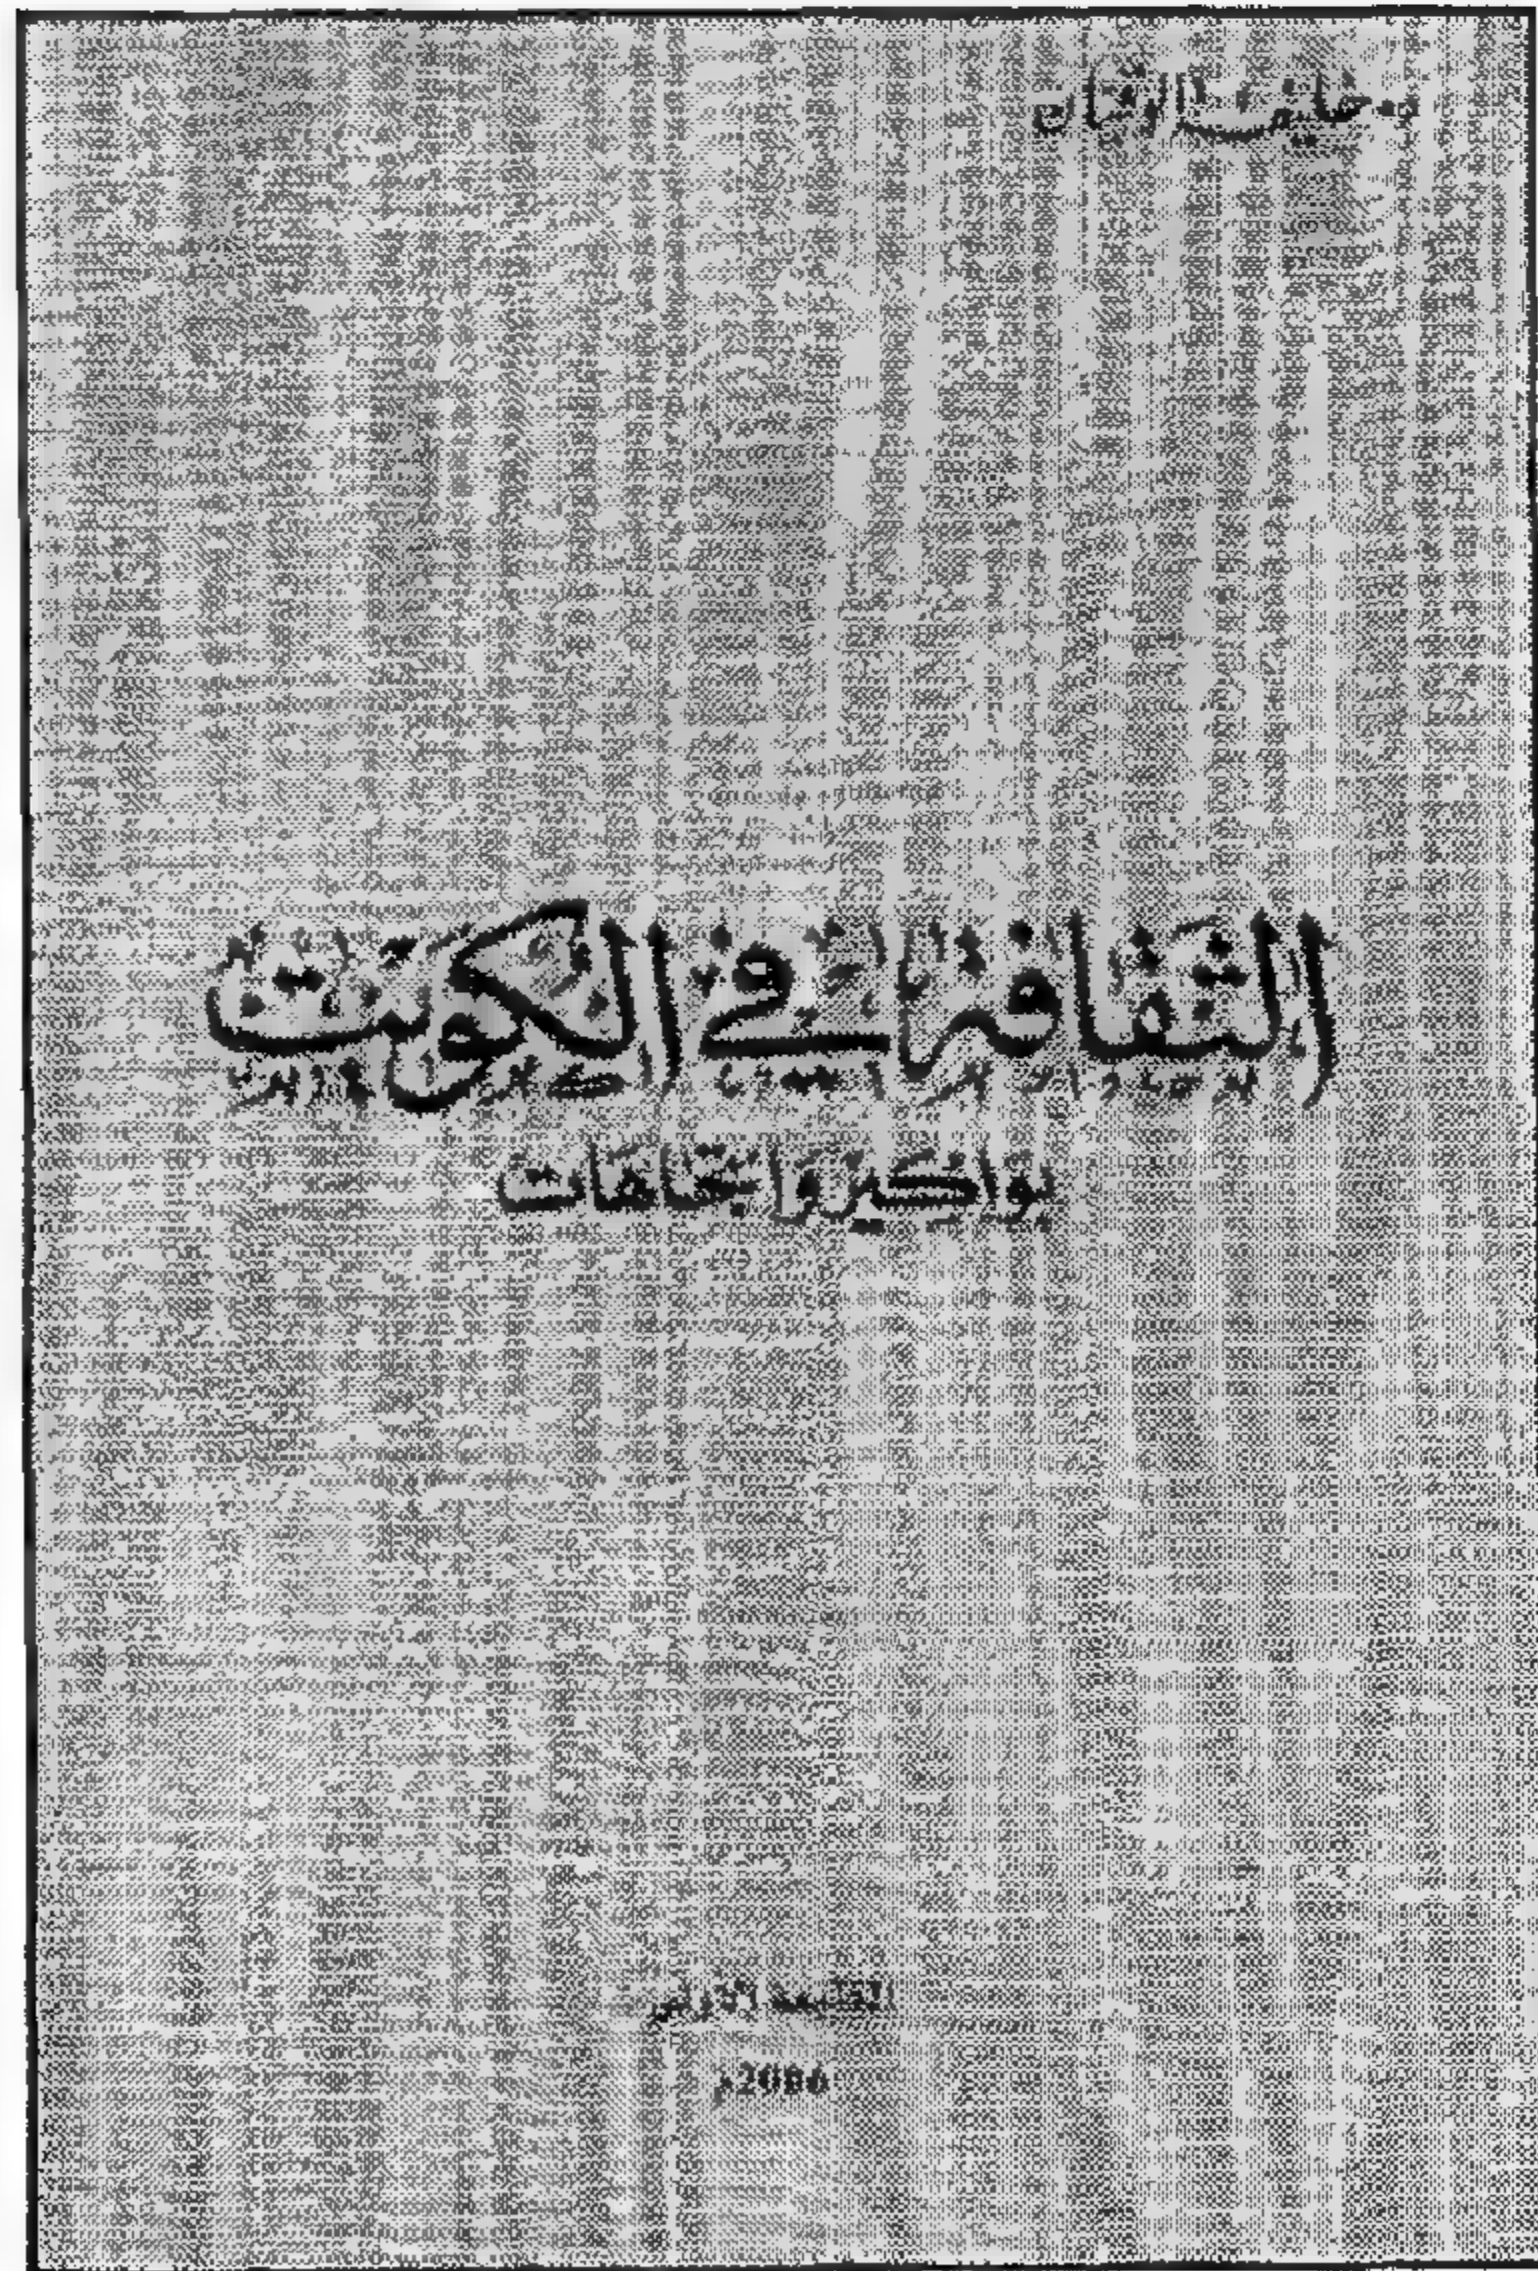 د. خليفة الوقيان
الثقافة في الكويت
بواكير واتجاهات
الطبعة الأولى
2006م